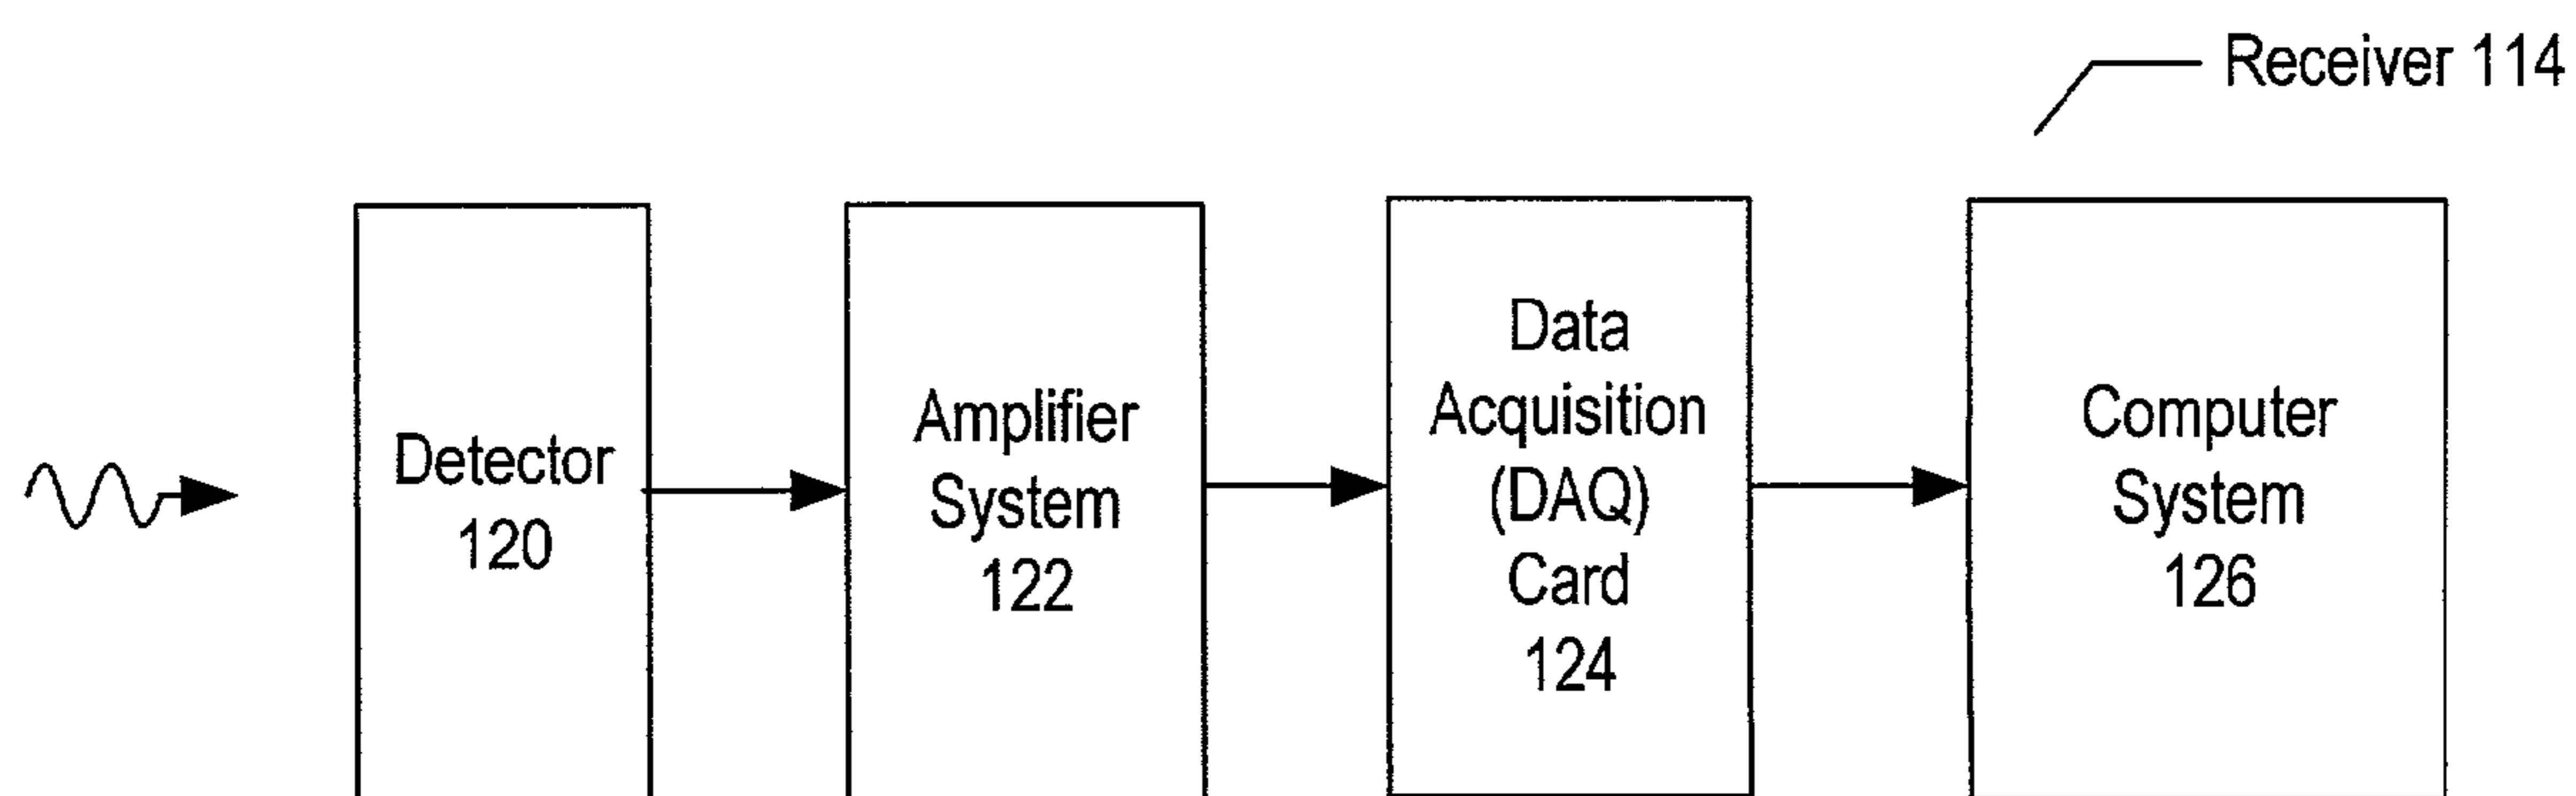 Receiver 114
Detector
120
Amplifier
System
122
Data
Acquisition
(DAQ)
Card
124
Computer
System
126